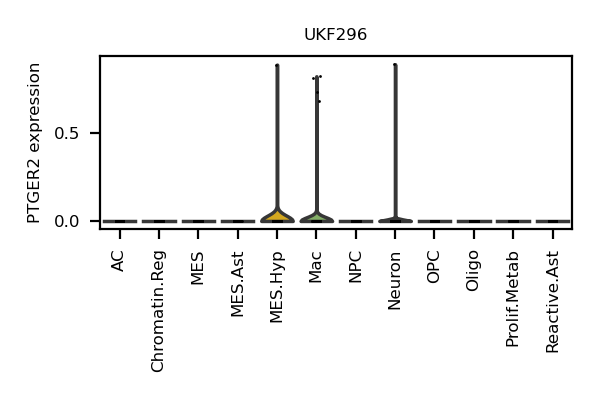 UKF296
PTGER2 expression
0.5
0.0
AC
Chromatin.Reg
MES
MES.Ast
MES.Hyp
Mac
NPC
Neuron
OPC
Oligo
Prolif.Metab
Reactive.Ast